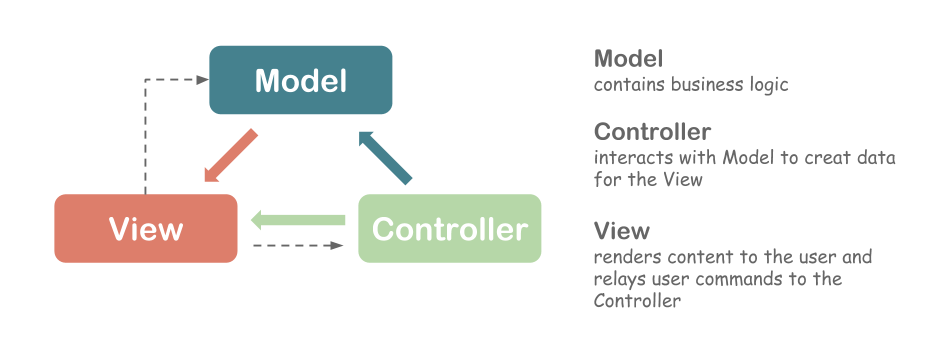 Model
View
Controller
Model
contains business logic
Controller
interacts with Model to creat data
for the View
View
renders content to the user and
relays user commands to the
Controller